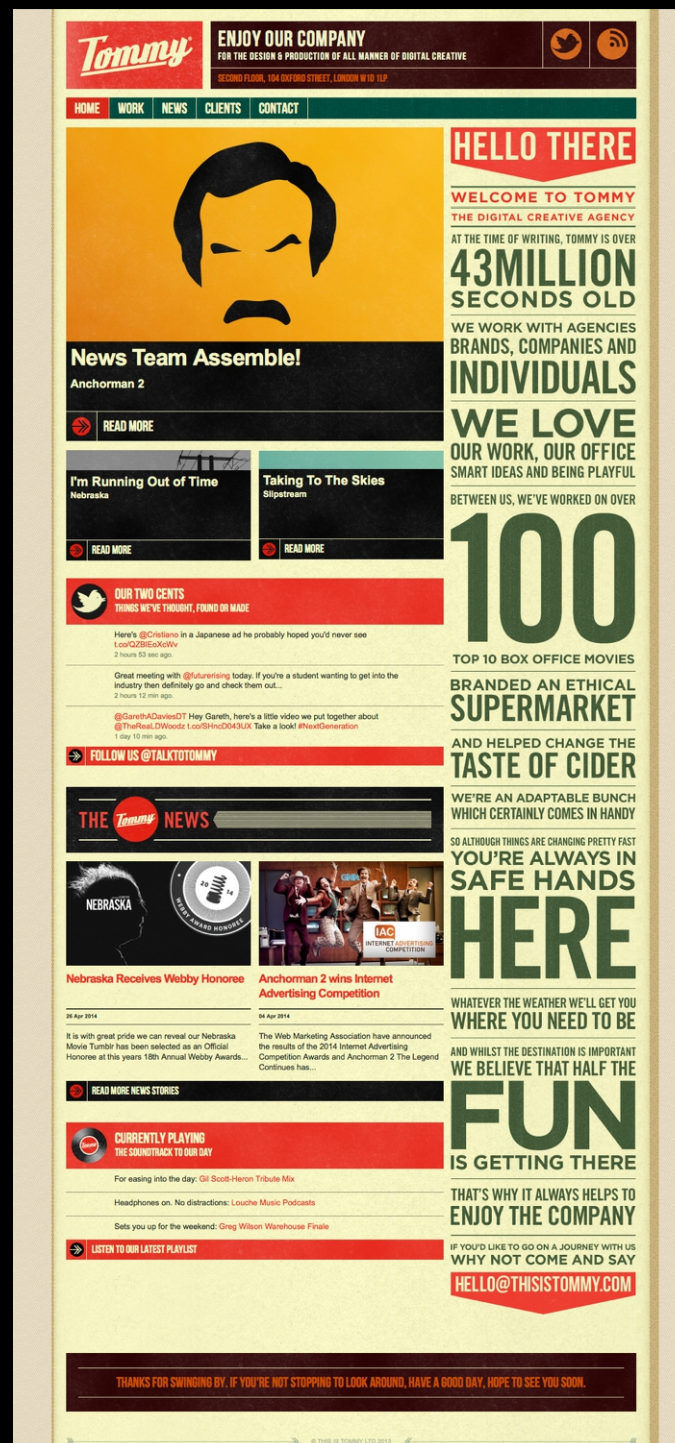 Tommy
ENJOY OUR COMPANY
FOR THE DESIGN & PRODUCTION OF ALL MANNER OF DIGITAL CREATIVE
SECOND FLOOR, 104 OXFORD STREET, LONDON W1D 1LP
HOME WORK NEWS CLIENTS CONTACT
News Team Assemble!
Anchorman 2
READ MORE
I'm Running Out of Time
Nebraska
READ MORE
Taking To The Skies
Slipstream
READ MORE
OUR TWO CENTS
THINGS WE'VE THOUGHT, FOUND OR MADE
Here's @Cristiano in a Japanese ad he probably hoped you'd never see
t.co/QZBIEoXcWv
2 hours 53 sec ago.
Great meeting with @futurerising today. If you're a student wanting to get into the
industry then definitely go and check them out...
2 hours 12 min ago.
@GarethADaviesDT Hey Gareth, here's a little video we put together about
@TheRealLDWoodz t.co/SHncD043UX Take a look! #NextGeneration
1 day 10 min ago.
FOLLOW US @TALKTOTOMMY
THE Tommy NEWS
NEBRASKA
2014
WEBBY AWARD HONOREE
Nebraska Receives Webby Honoree
26 Apr 2014
It is with great pride we can reveal our Nebraska
Movie Tumblr has been selected as an Official
Honoree at this years 18th Annual Webby Awards...
IAC
INTERNET ADVERTISING
COMPETITION
Anchorman 2 wins Internet
Advertising Competition
04 Apr 2014
The Web Marketing Association have announced
the results of the 2014 Internet Advertising
Competition Awards and Anchorman 2 The Legend
Continues has...
READ MORE NEWS STORIES
Tommy
CURRENTLY PLAYING
THE SOUNDTRACK TO OUR DAY
For easing into the day: Gil Scott-Heron Tribute Mix
Headphones on. No distractions: Louche Music Podcasts
Sets you up for the weekend: Greg Wilson Warehouse Finale
LISTEN TO OUR LATEST PLAYLIST
HELLO THERE
WELCOME TO TOMMY
THE DIGITAL CREATIVE AGENCY
AT THE TIME OF WRITING, TOMMY IS OVER
43MILLION
SECONDS OLD
WE WORK WITH AGENCIES
BRANDS, COMPANIES AND
INDIVIDUALS
WE LOVE
OUR WORK, OUR OFFICE
SMART IDEAS AND BEING PLAYFUL
BETWEEN US, WE'VE WORKED ON OVER
100
TOP 10 BOX OFFICE MOVIES
BRANDED AN ETHICAL
SUPERMARKET
AND HELPED CHANGE THE
TASTE OF CIDER
WE'RE AN ADAPTABLE BUNCH
WHICH CERTAINLY COMES IN HANDY
SO ALTHOUGH THINGS ARE CHANGING PRETTY FAST
YOU'RE ALWAYS IN
SAFE HANDS
HERE
WHATEVER THE WEATHER WE'LL GET YOU
WHERE YOU NEED TO BE
AND WHILST THE DESTINATION IS IMPORTANT
WE BELIEVE THAT HALF THE
FUN
IS GETTING THERE
THAT'S WHY IT ALWAYS HELPS TO
ENJOY THE COMPANY
IF YOU'D LIKE TO GO ON A JOURNEY WITH US
WHY NOT COME AND SAY
HELLO@THISISTOMMY.COM
THANKS FOR SWINGING BY. IF YOU'RE NOT STOPPING TO LOOK AROUND, HAVE A GOOD DAY, HOPE TO SEE YOU SOON.
© THIS IS TOMMY LTD 2013